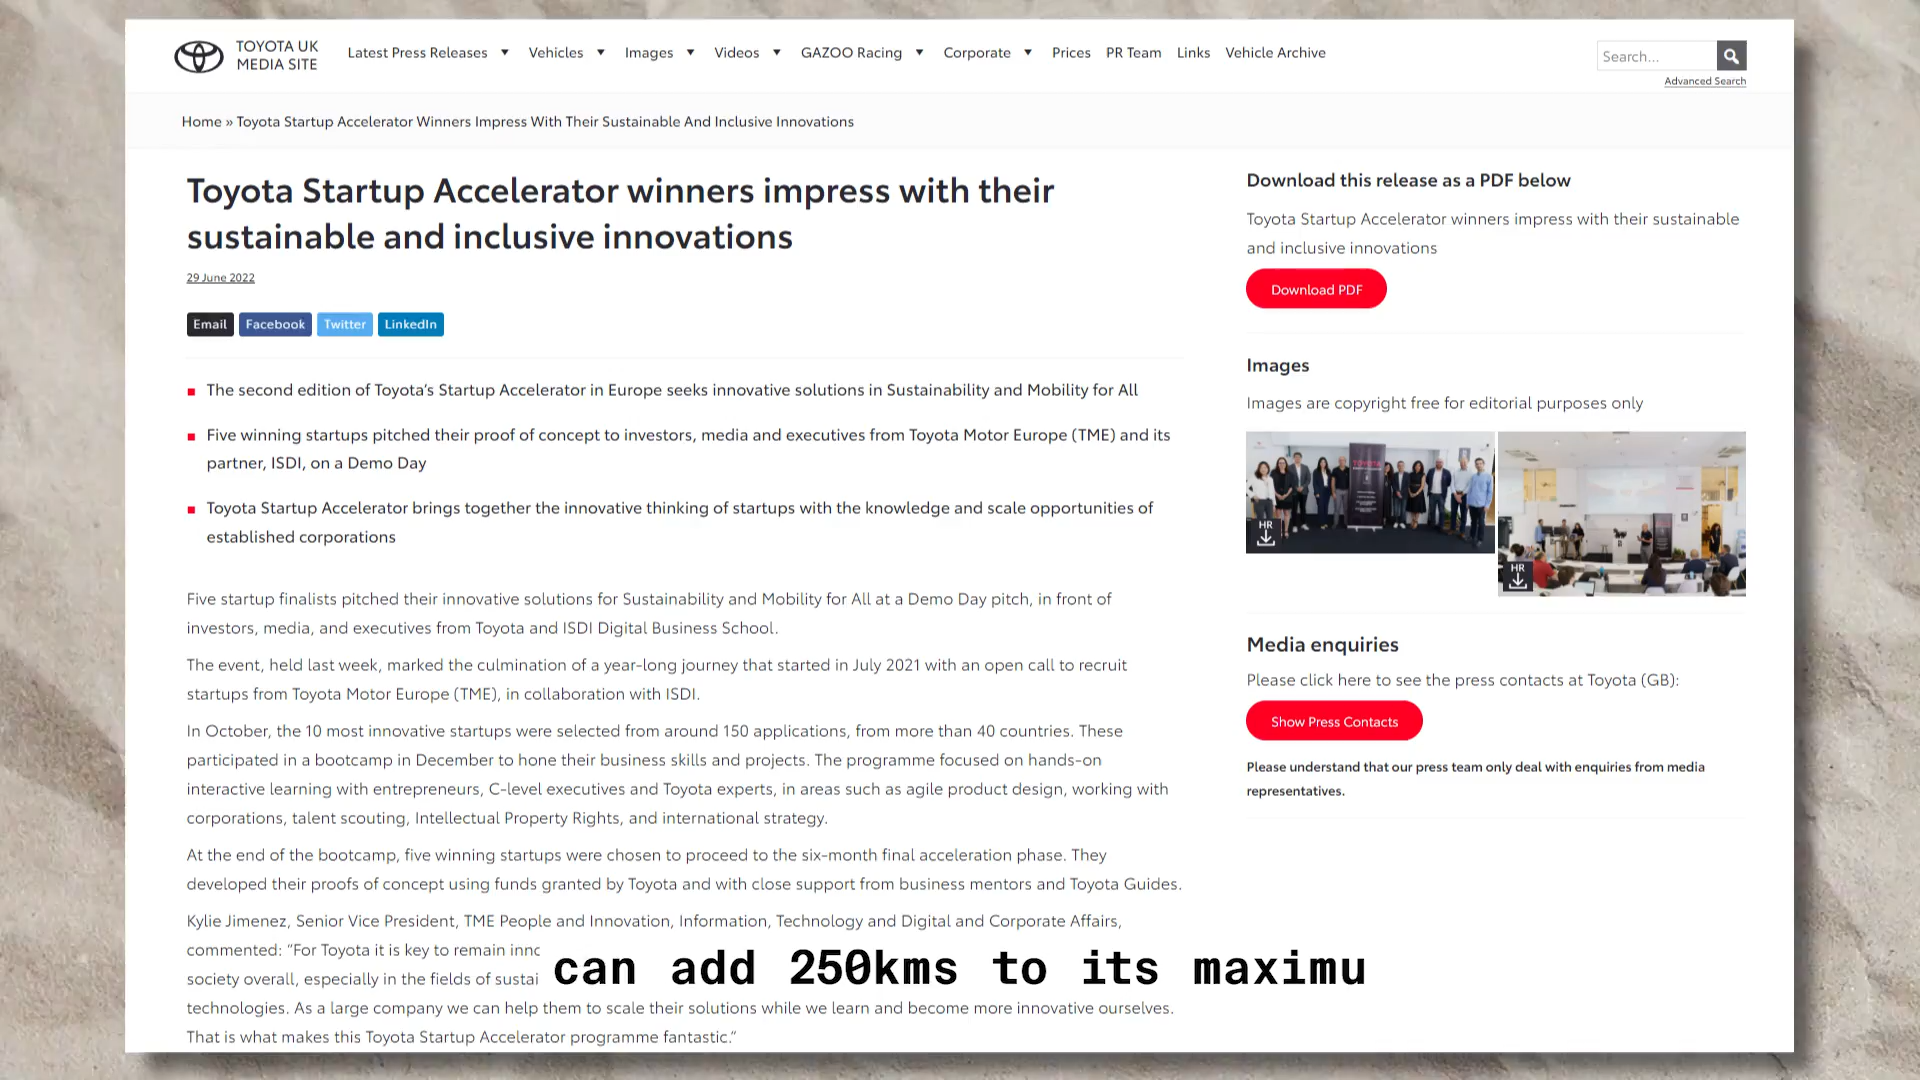 TOYOTA UK
MEDIA SITE
Latest Press Releases
Vehicles
Images
Videos
GAZOO Racing
Corporate
Prices
PR Team
Links
Vehicle Archive
Search...
Advanced Search
Home » Toyota Startup Accelerator Winners Impress With Their Sustainable And Inclusive Innovations
Toyota Startup Accelerator winners impress with their
sustainable and inclusive innovations
29 June 2022
Email
Facebook
Twitter
LinkedIn
The second edition of Toyota’s Startup Accelerator in Europe seeks innovative solutions in Sustainability and Mobility for All
Five winning startups pitched their proof of concept to investors, media and executives from Toyota Motor Europe (TME) and its
partner, ISDI, on a Demo Day
Toyota Startup Accelerator brings together the innovative thinking of startups with the knowledge and scale opportunities of
established corporations
Five startup finalists pitched their innovative solutions for Sustainability and Mobility for All at a Demo Day pitch, in front of
investors, media, and executives from Toyota and ISDI Digital Business School.
The event, held last week, marked the culmination of a year-long journey that started in July 2021 with an open call to recruit
startups from Toyota Motor Europe (TME), in collaboration with ISDI.
In October, the 10 most innovative startups were selected from around 150 applications, from more than 40 countries. These
participated in a bootcamp in December to hone their business skills and projects. The programme focused on hands-on
interactive learning with entrepreneurs, C-level executives and Toyota experts, in areas such as agile product design, working with
corporations, talent scouting, Intellectual Property Rights, and international strategy.
At the end of the bootcamp, five winning startups were chosen to proceed to the six-month final acceleration phase. They
developed their proofs of concept using funds granted by Toyota and with close support from business mentors and Toyota Guides.
Kylie Jimenez, Senior Vice President, TME People and Innovation, Information, Technology and Digital and Corporate Affairs,
commented: “For Toyota it is key to remain inno
society overall, especially in the fields of sustai
technologies. As a large company we can help them to scale their solutions while we learn and become more innovative ourselves.
That is what makes this Toyota Startup Accelerator programme fantastic.”
can add 250kms to its maximu
Download this release as a PDF below
Toyota Startup Accelerator winners impress with their sustainable
and inclusive innovations
Download PDF
Images
Images are copyright free for editorial purposes only
HR
HR
Media enquiries
Please click here to see the press contacts at Toyota (GB):
Show Press Contacts
Please understand that our press team only deal with enquiries from media
representatives.